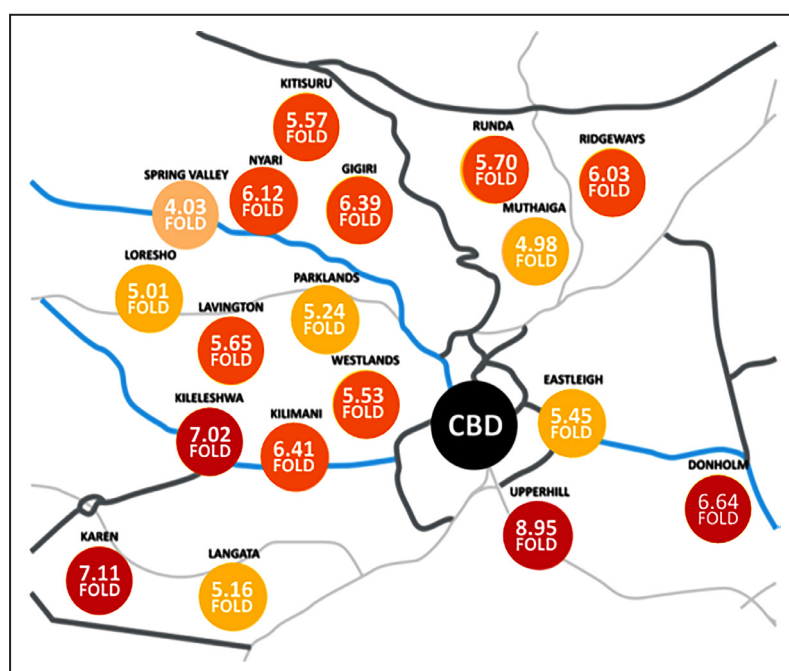 KITISURU
5.57
FOLD
RUNDA
5.70
FOLD
RIDGEWAYS
6.03
FOLD
NYARI
6.12
FOLD
GIGIRI
6.39
FOLD
SPRING VALLEY
4.03
FOLD
MUTHAIGA
4.98
FOLD
LORESHO
5.01
FOLD
PARKLANDS
5.24
FOLD
LAVINGTON
5.65
FOLD
WESTLANDS
5.53
FOLD
KILELESHWA
7.02
FOLD
KILIMANI
6.41
FOLD
CBD
EASTLEIGH
5.45
FOLD
DONHOLM
6.64
FOLD
UPPERHILL
8.95
FOLD
KAREN
7.11
FOLD
LANGATA
5.16
FOLD